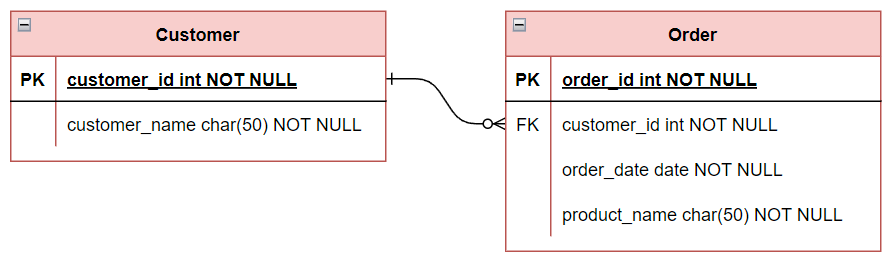 Customer
PK customer_id int NOT NULL
customer_name char(50) NOT NULL
Order
PK order_id int NOT NULL
FK customer_id int NOT NULL
order_date date NOT NULL
product_name char(50) NOT NULL